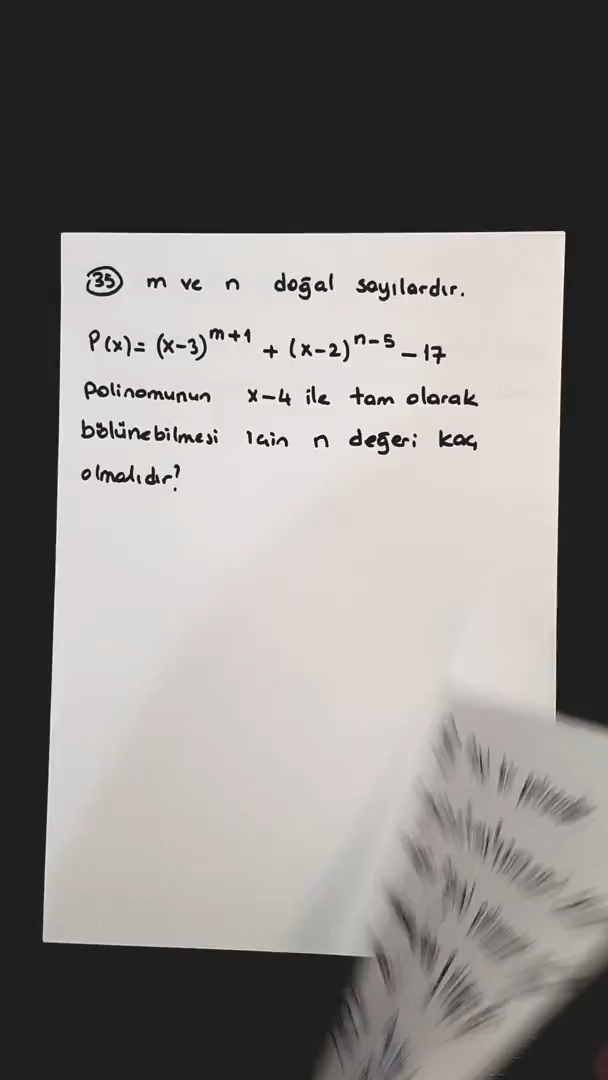 35 m ve n doğal sayılardır.
P(x)= (x-3)^m+1 + (x-2)^n-5 - 17
polinomunun x-4 ile tam olarak
bölünebilmesi için n değeri kaç
olmalıdır?